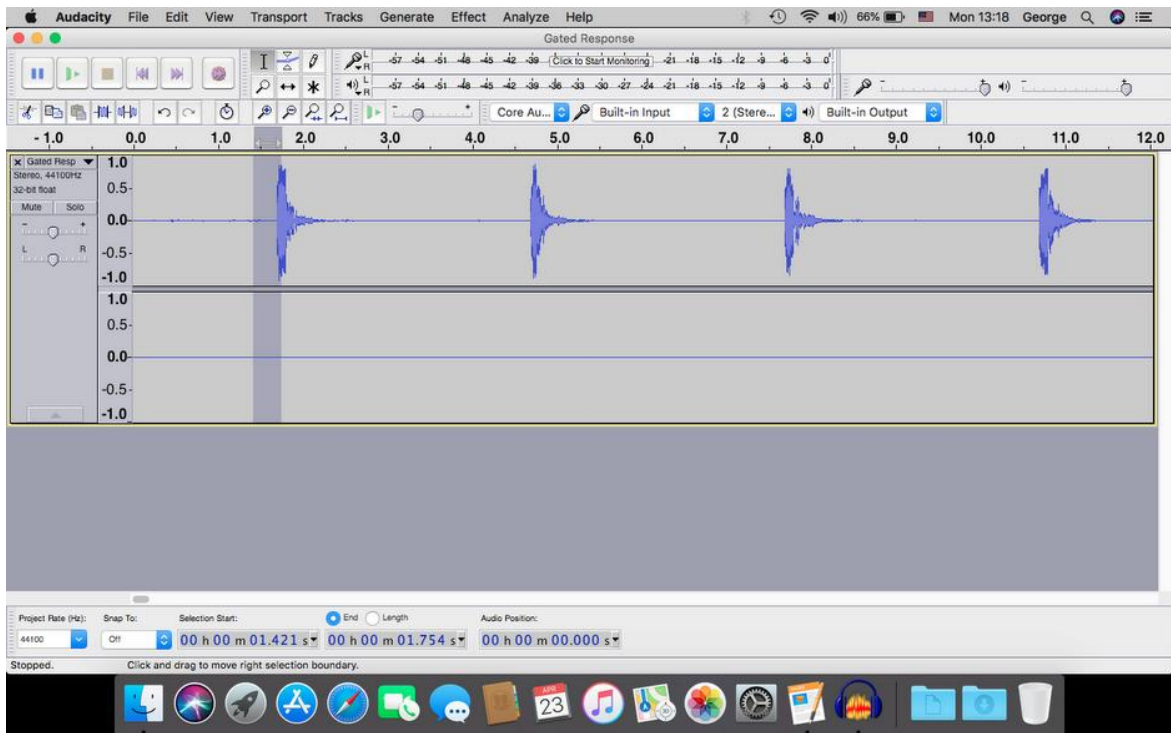 Audacity File Edit View Transport Tracks Generate Effect Analyze Help 66% Mon 13:18 George
Gated Response
L R -57 -54 -51 -48 -45 -42 -39 Click to Start Monitoring -21 -18 -15 -12 -9 -6 -3 0
L R -57 -54 -51 -48 -45 -42 -39 -36 -33 -30 -27 -24 -21 -18 -15 -12 -9 -6 -3 0
Core Au... Built-in Input 2 (Stere... Built-in Output
- 1.0 0.0 1.0 2.0 3.0 4.0 5.0 6.0 7.0 8.0 9.0 10.0 11.0 12.0
x Gated Resp 1.0
Stereo, 44100Hz
32-bit float 0.5-
Mute Solo
- + 0.0-
L R -0.5-
-1.0
1.0
0.5-
0.0-
-0.5-
-1.0
Project Rate (Hz): Snap To: Selection Start: End Length Audio Position:
44100 Off 00 h 00 m 01.421 s 00 h 00 m 01.754 s 00 h 00 m 00.000 s
Stopped. Click and drag to move right selection boundary.
APR
23